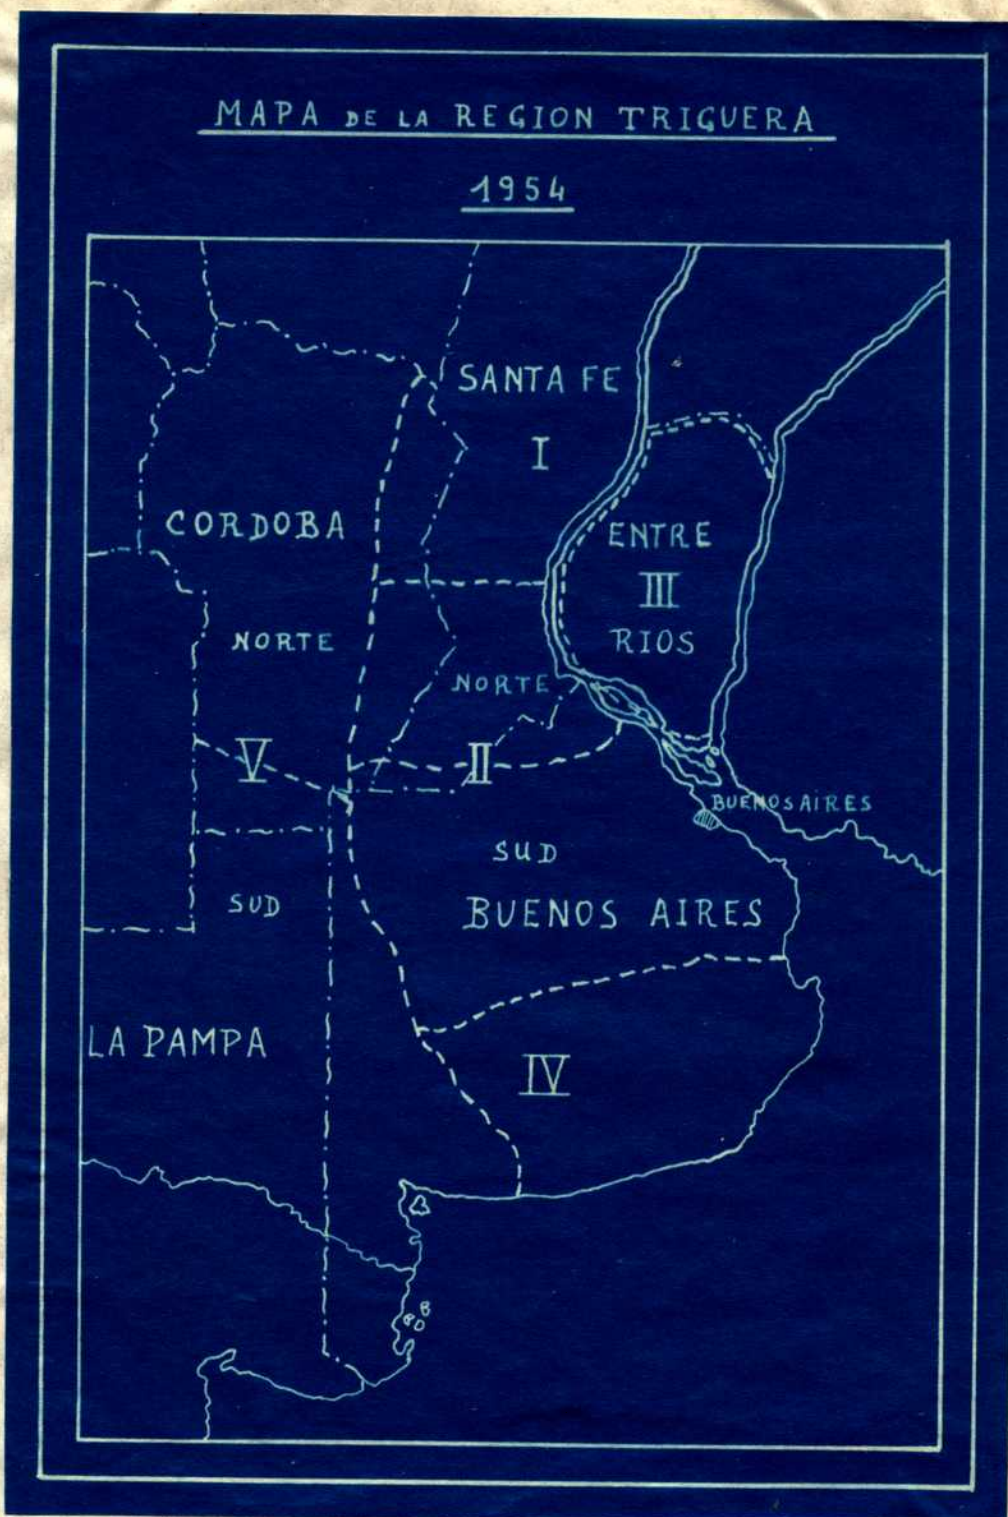 MAPA DE LA REGION TRIGUERA
1954
SANTA FE
I
CORDOBA
ENTRE
III
RIOS
NORTE
NORTE
V
II
BUENOS AIRES
SUD
SUD
BUENOS AIRES
LA PAMPA
IV